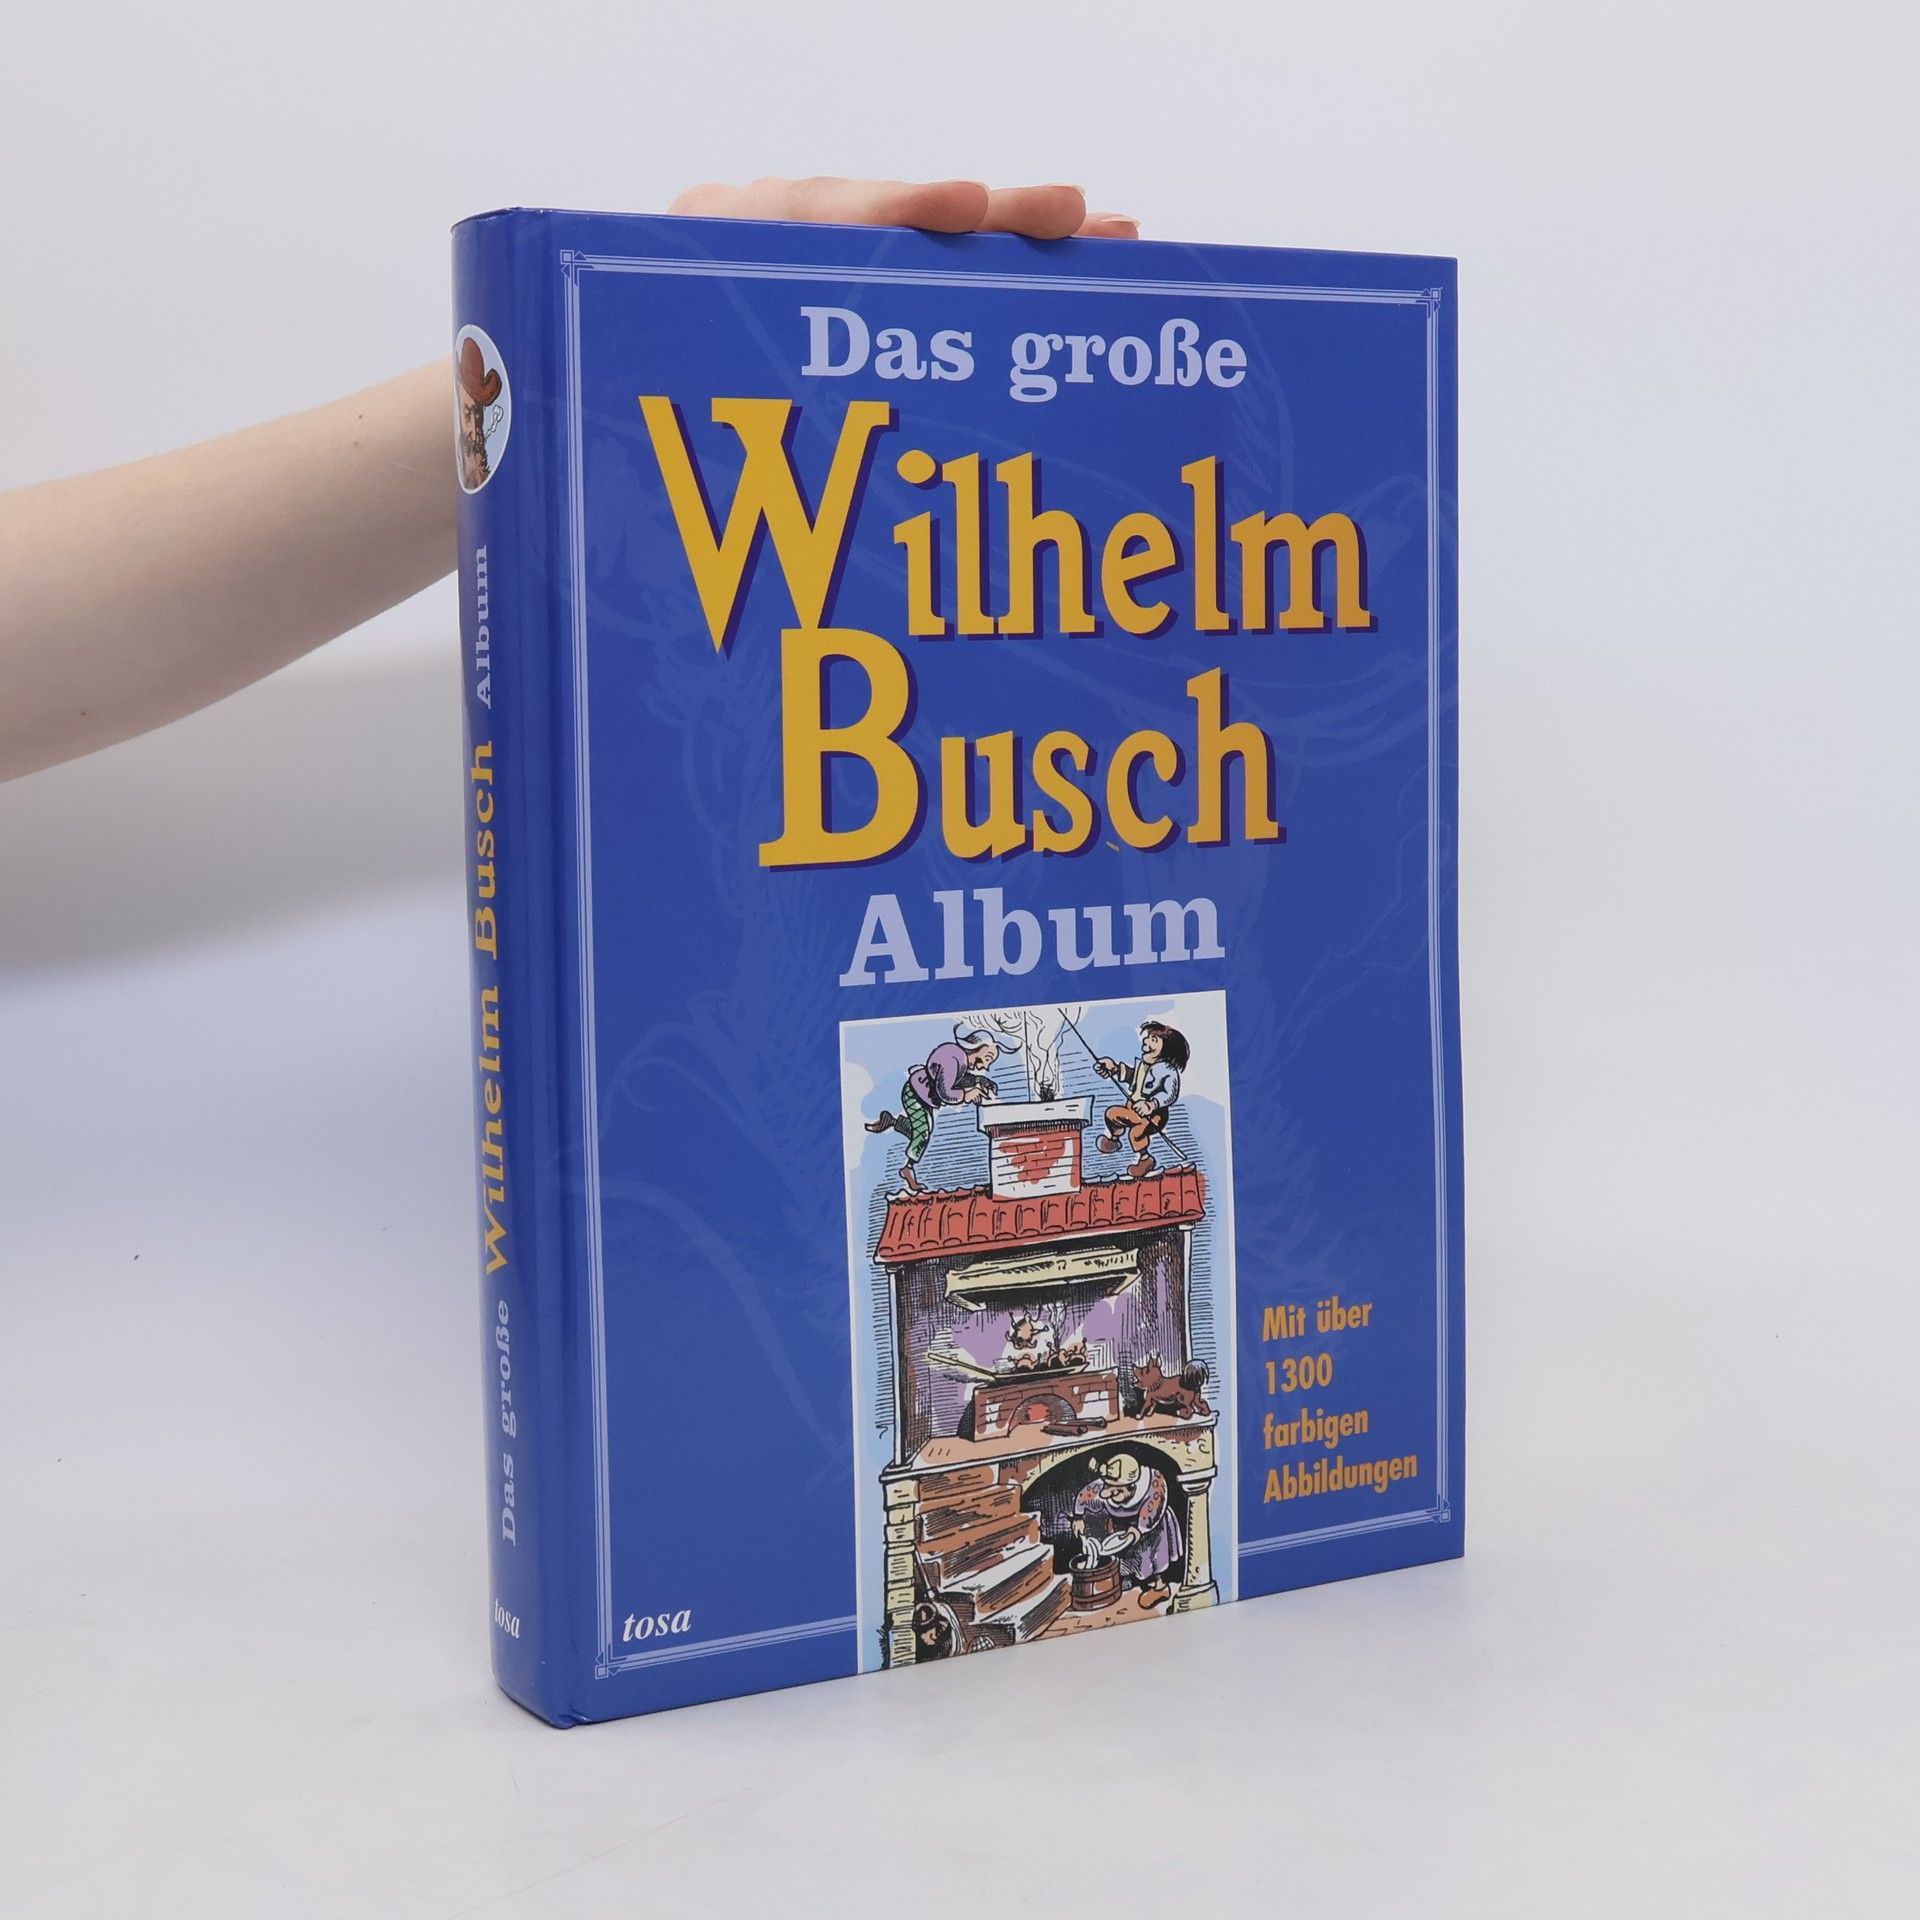 Das große
Wilhelm
Busch
Album
Mit über
1300
farbigen
Abbildungen
tosa
Das große Wilhelm Busch Album
tosa